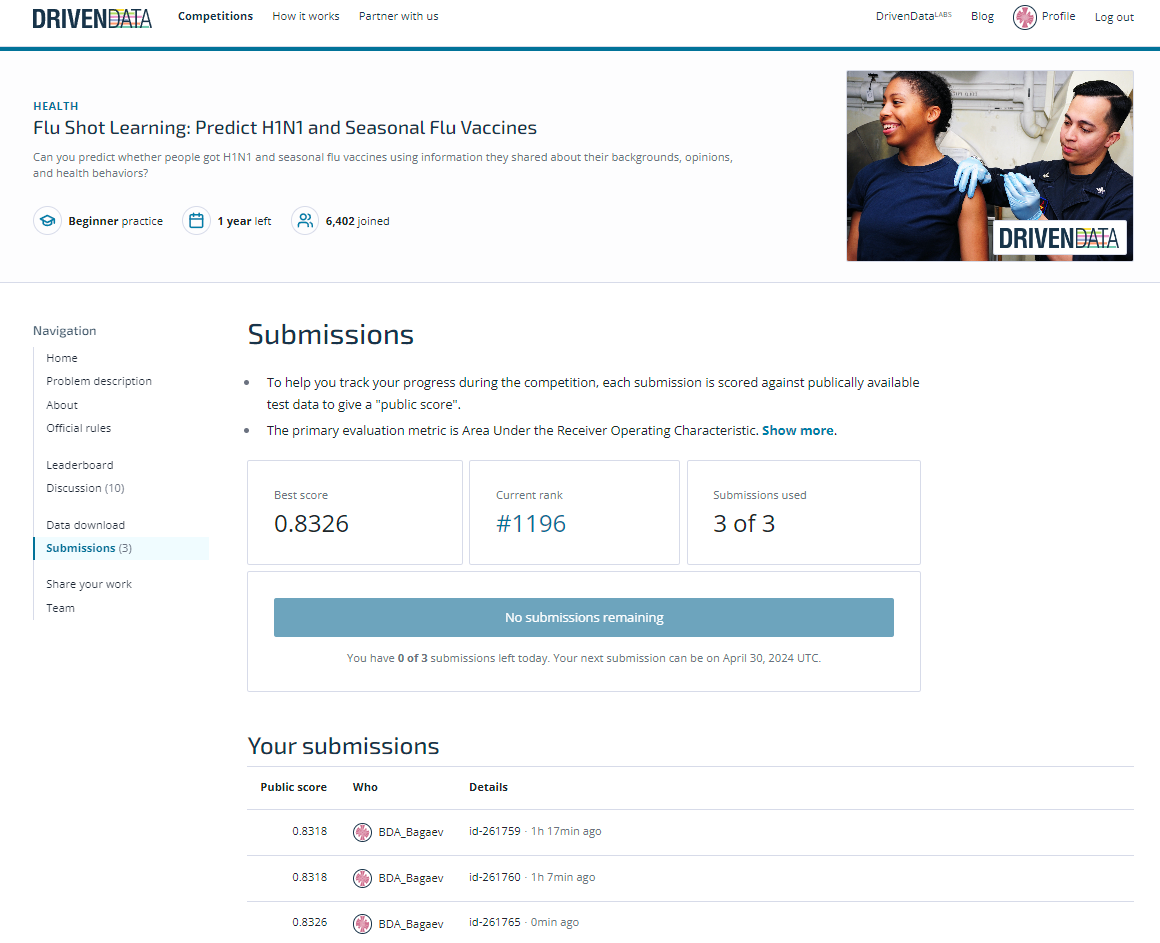 DRIVENDATA
Competitions
How it works
Partner with us
DrivenData LABS
Blog
Profile
Log out
HEALTH
Flu Shot Learning: Predict H1N1 and Seasonal Flu Vaccines
Can you predict whether people got H1N1 and seasonal flu vaccines using information they shared about their backgrounds, opinions,
and health behaviors?
Beginner practice
1 year left
6,402 joined
DRIVENDATA
Navigation
Home
Problem description
About
Official rules
Leaderboard
Discussion (10)
Data download
Submissions (3)
Share your work
Team
Submissions
To help you track your progress during the competition, each submission is scored against publically available
test data to give a "public score".
The primary evaluation metric is Area Under the Receiver Operating Characteristic. Show more.
Best score
0.8326
Current rank
#1196
Submissions used
3 of 3
No submissions remaining
You have 0 of 3 submissions left today. Your next submission can be on April 30, 2024 UTC.
Your submissions
Public score Who Details
0.8318 BDA_Bagaev id-261759 · 1h 17min ago
0.8318 BDA_Bagaev id-261760 · 1h 7min ago
0.8326 BDA_Bagaev id-261765 · 0min ago